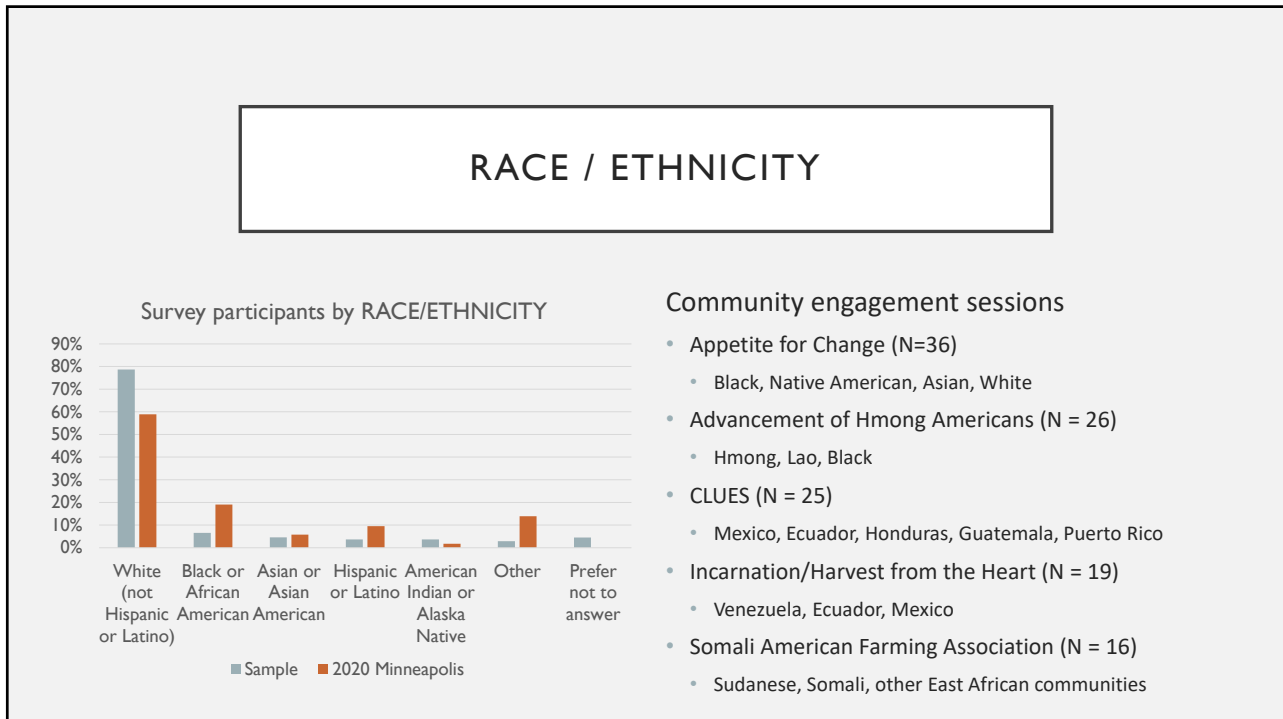 RACE / ETHNICITY
Survey participants by RACE/ETHNICITY
90%
80%
70%
60%
50%
40%
30%
20%
10%
0%
White (not Hispanic or Latino)
Black or African American
Asian or Asian American
Hispanic or Latino
American Indian or Alaska Native
Other
Prefer not to answer
Sample
2020 Minneapolis
Community engagement sessions
• Appetite for Change (N=36)
• Black, Native American, Asian, White
• Advancement of Hmong Americans (N = 26)
• Hmong, Lao, Black
• CLUES (N = 25)
• Mexico, Ecuador, Honduras, Guatemala, Puerto Rico
• Incarnation/Harvest from the Heart (N = 19)
• Venezuela, Ecuador, Mexico
• Somali American Farming Association (N = 16)
• Sudanese, Somali, other East African communities